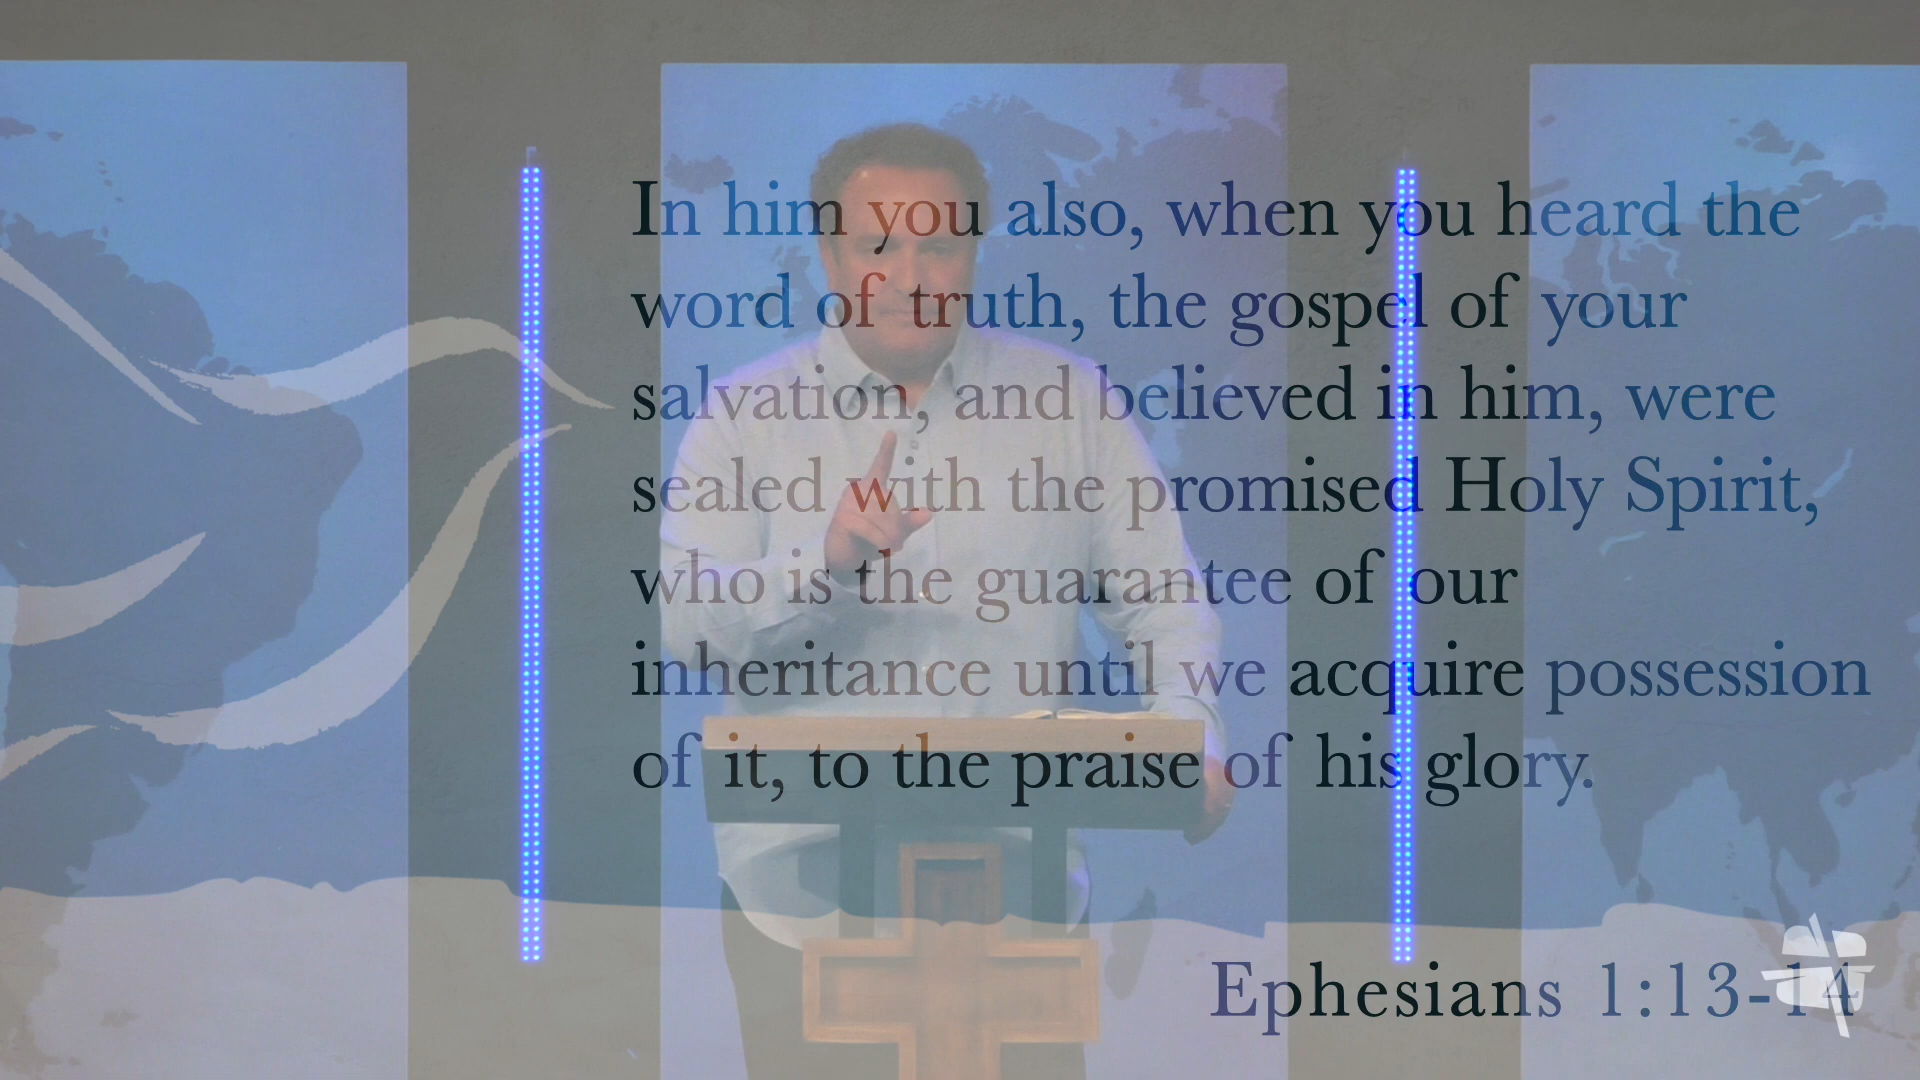 In him you also, when you heard the
word of truth, the gospel of your
salvation, and believed in him, were
sealed with the promised Holy Spirit,
who is the guarantee of our
inheritance until we acquire possession
of it, to the praise of his glory.
Ephesians 1:13-14